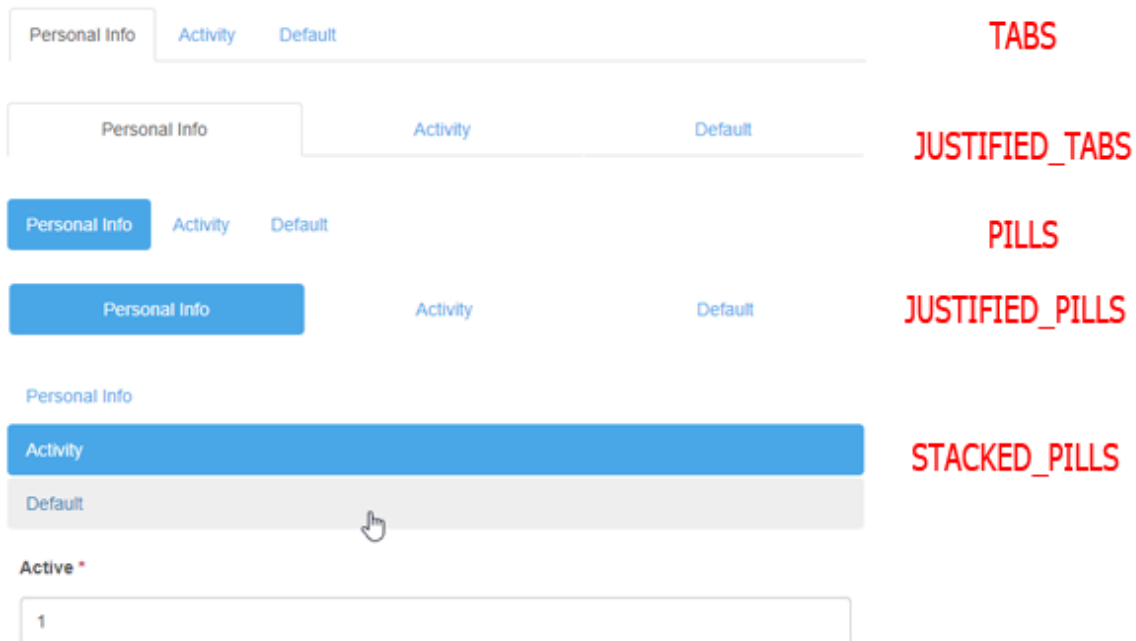 Personal Info Activity Default TABS
Personal Info Activity Default JUSTIFIED_TABS
Personal Info Activity Default PILLS
Personal Info Activity Default JUSTIFIED_PILLS
Personal Info
Activity STACKED_PILLS
Default
Active *
1